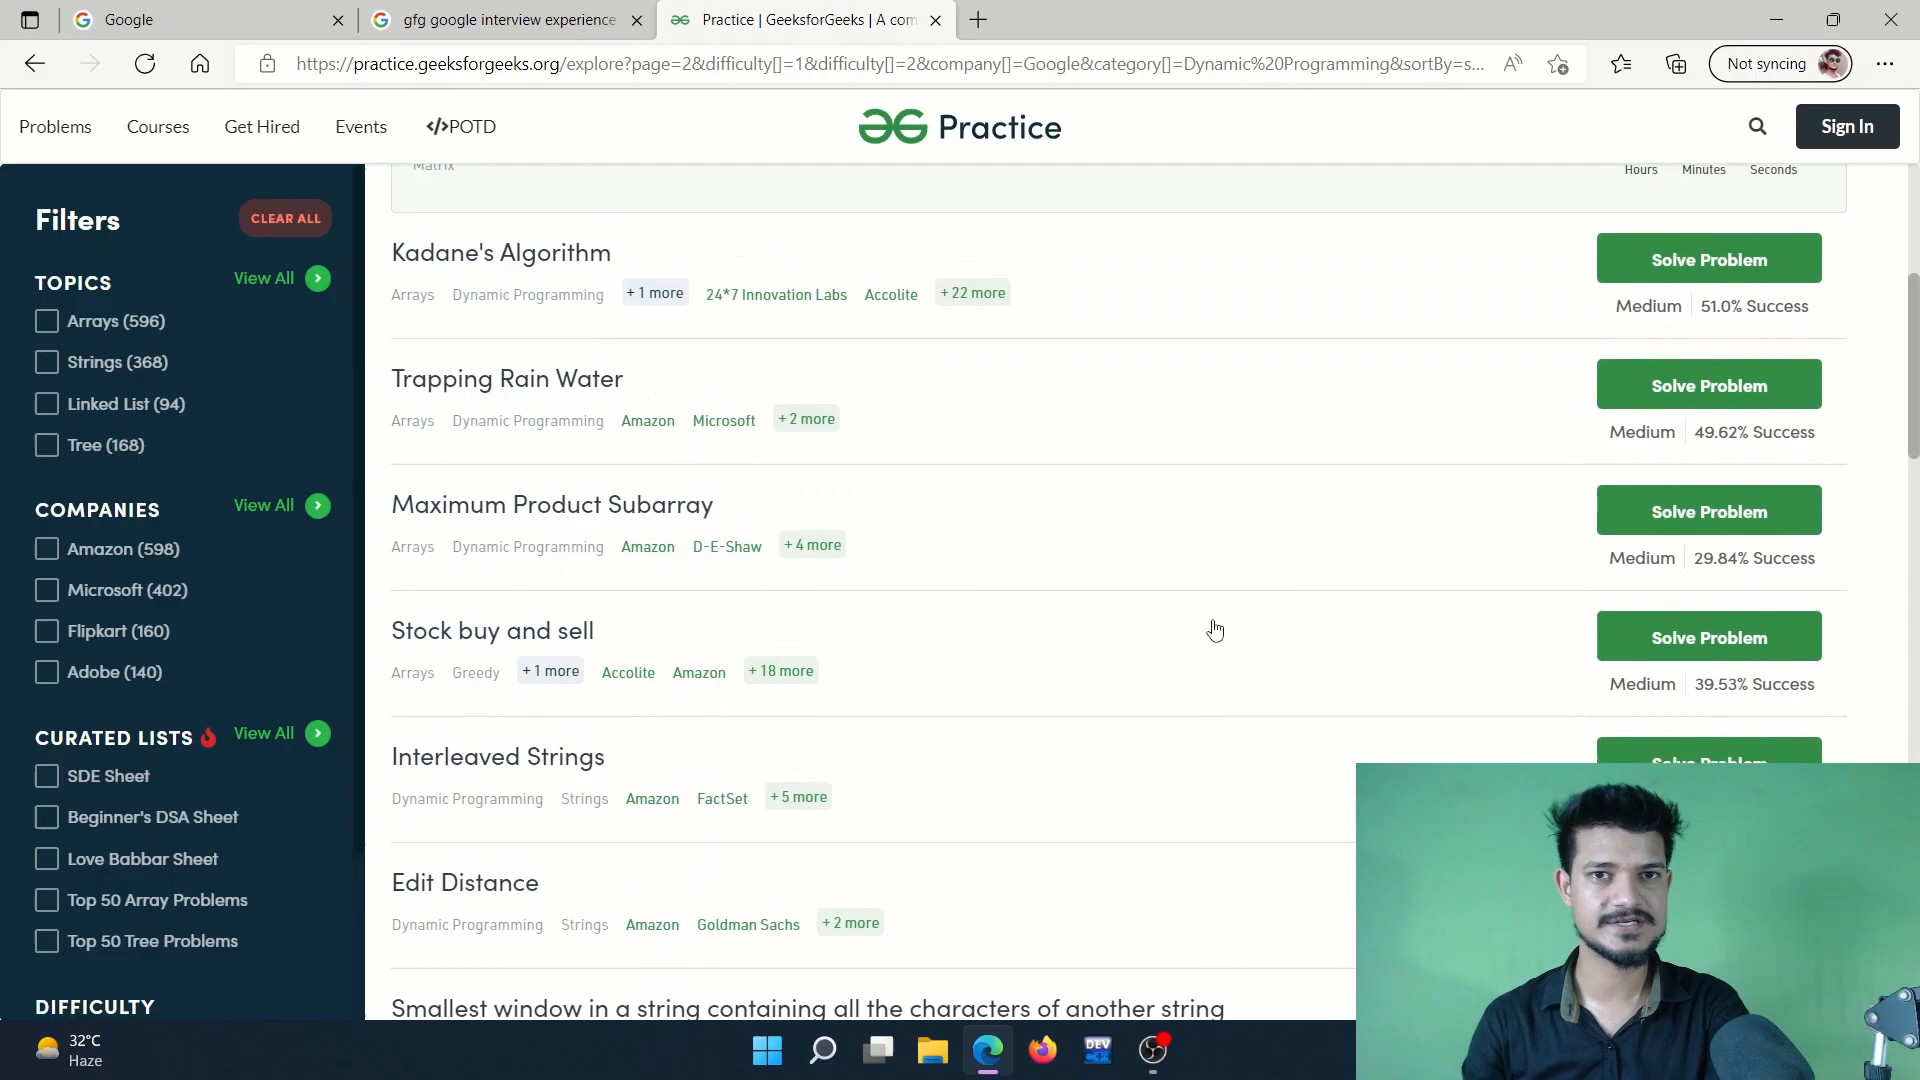 Google
gfg google interview experience
Practice | GeeksforGeeks | A com
https://practice.geeksforgeeks.org/explore?page=2&difficulty[]=1&difficulty[]=2&company[]=Google&category[]=Dynamic%20Programming&sortBy=s...
Not syncing
Problems
Courses
Get Hired
Events
</>POTD
Practice
Sign In
Filters
CLEAR ALL
TOPICS
View All
Arrays (596)
Strings (368)
Linked List (94)
Tree (168)
COMPANIES
View All
Amazon (598)
Microsoft (402)
Flipkart (160)
Adobe (140)
CURATED LISTS
View All
SDE Sheet
Beginner's DSA Sheet
Love Babbar Sheet
Top 50 Array Problems
Top 50 Tree Problems
DIFFICULTY
Matrix
Hours Minutes Seconds
Kadane's Algorithm
Arrays Dynamic Programming + 1 more 24*7 Innovation Labs Accolite + 22 more
Solve Problem
Medium 51.0% Success
Trapping Rain Water
Arrays Dynamic Programming Amazon Microsoft + 2 more
Solve Problem
Medium 49.62% Success
Maximum Product Subarray
Arrays Dynamic Programming Amazon D-E-Shaw + 4 more
Solve Problem
Medium 29.84% Success
Stock buy and sell
Arrays Greedy + 1 more Accolite Amazon + 18 more
Solve Problem
Medium 39.53% Success
Interleaved Strings
Dynamic Programming Strings Amazon FactSet + 5 more
Solve Problem
Edit Distance
Dynamic Programming Strings Amazon Goldman Sachs + 2 more
Smallest window in a string containing all the characters of another string
32°C
Haze
DEV